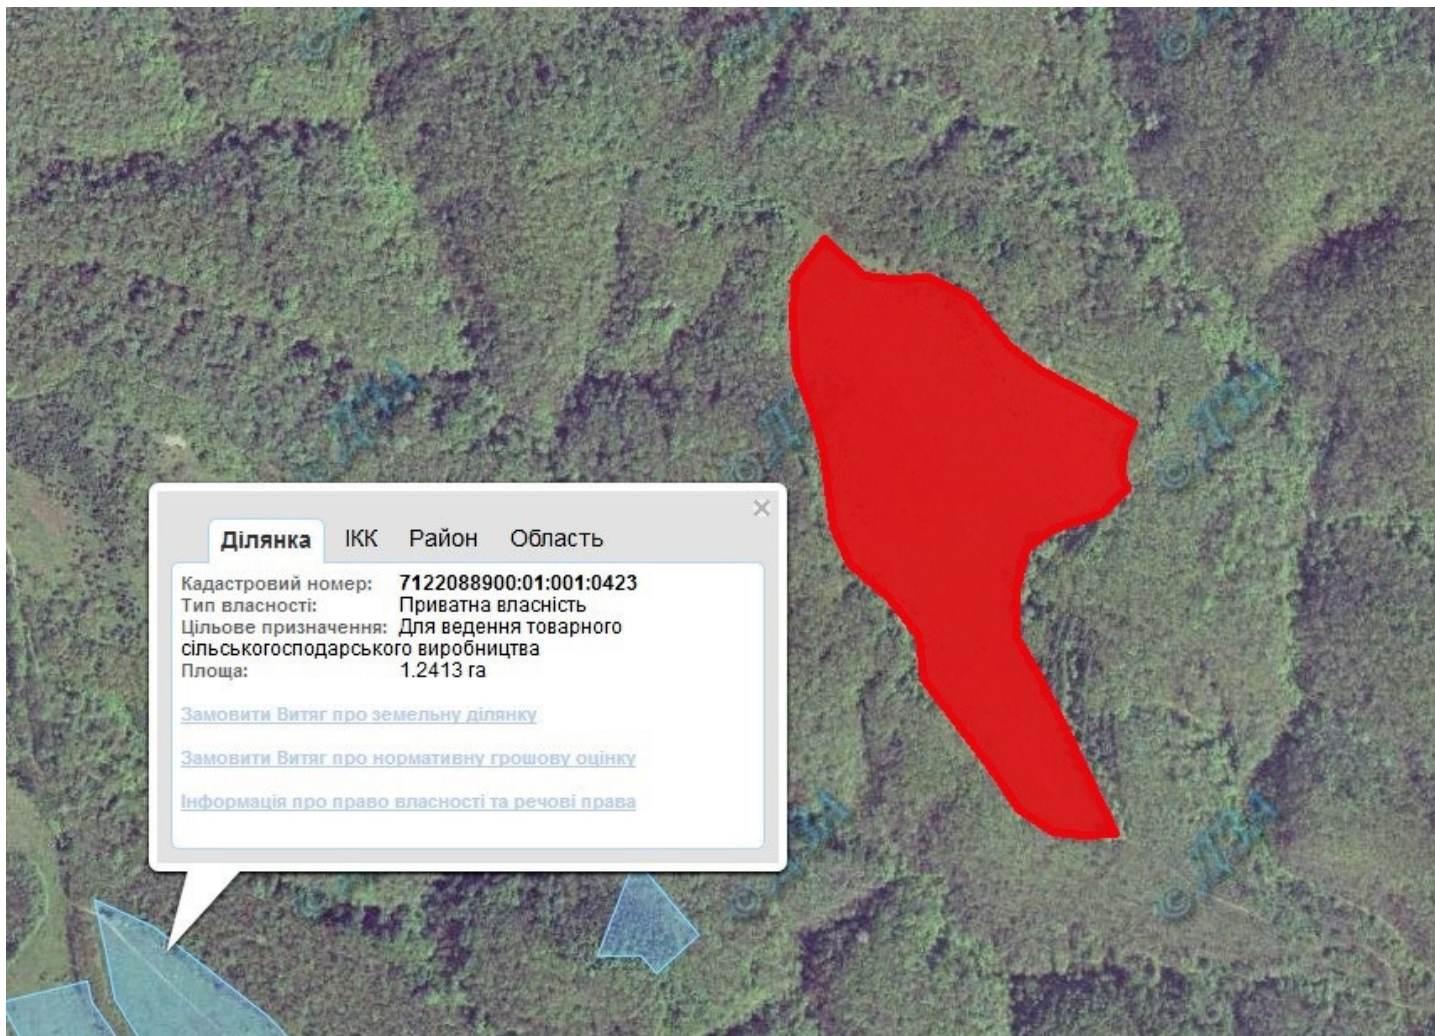 Ділянка ІКК Район Область
Кадастровий номер: 7122088900:01:001:0423
Тип власності: Приватна власність
Цільове призначення: Для ведення товарного
сільськогосподарського виробництва
Площа: 1.2413 га
Замовити Витяг про земельну ділянку
Замовити Витяг про нормативну грошову оцінку
Інформація про право власності та речові права